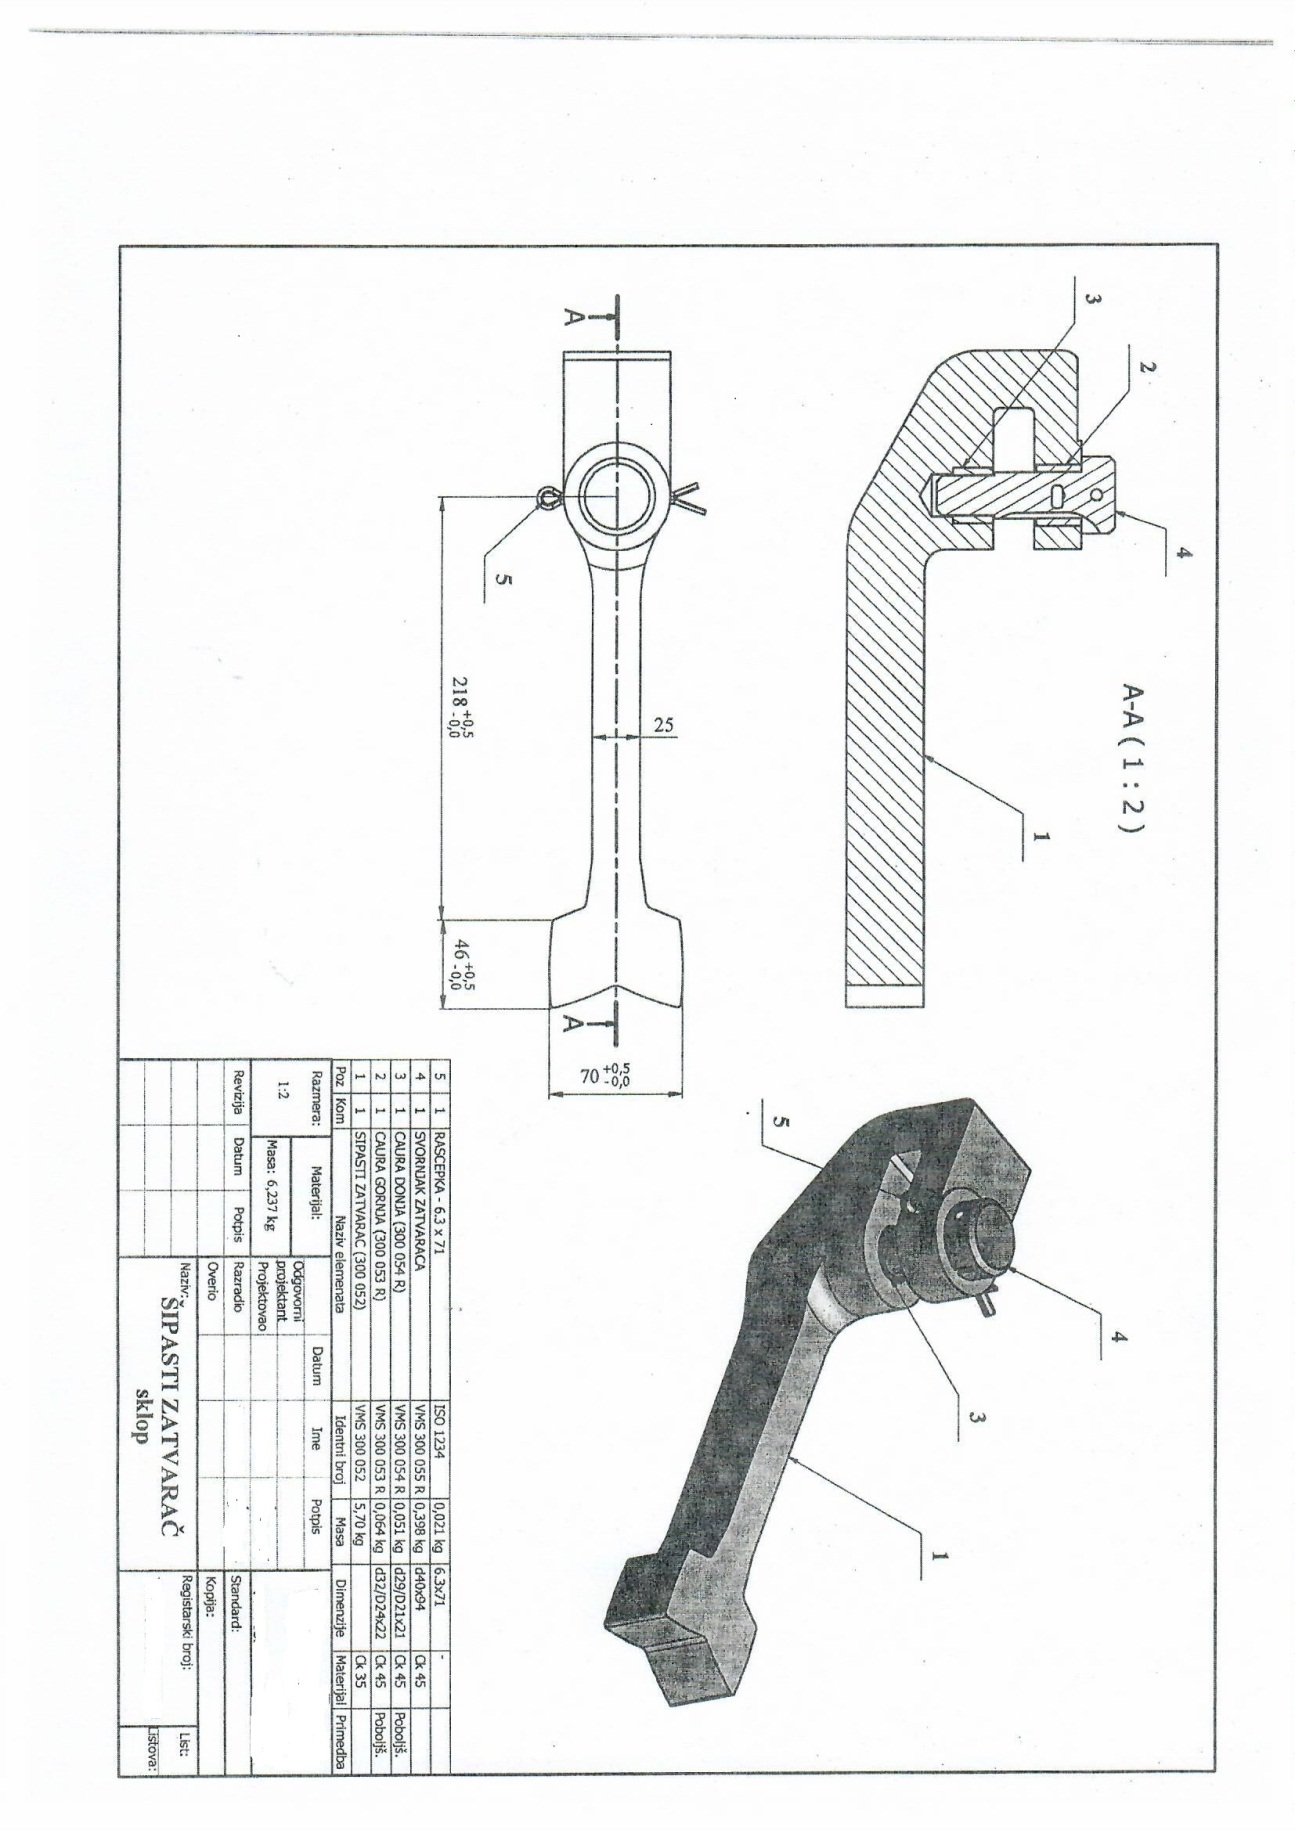 A-A ( 1 : 2 )
3
2
4
1
A
5
218 +0,5 -0,0
25
46 +0,5 -0,0
A
70 +0,5 -0,0
5
4
3
1
5 1 RASCEPKA - 6.3 x 71 ISO 1234 0,021 kg 6.3x71 -
4 1 SVORNJAK ZATVARACA VMS 300 055 R 0,398 kg d40x94 Ck 45
3 1 CAURA DONJA (300 054 R) VMS 300 054 R 0,051 kg d29/D21x21 Ck 45 Poboljš.
2 1 CAURA GORNJA (300 053 R) VMS 300 053 R 0,064 kg d32/D24x22 Ck 45 Poboljš.
1 1 SIPASTI ZATVARAC (300 052) VMS 300 052 5,70 kg Ck 35
Poz Kom Naziv elemenata Identni broj Masa Dimenzije Materijal Primedba
Razmera: Materijal: Datum Ime Potpis
1:2
Odgovorni
projektant
Masa: 6,237 kg
Projektovao
Revizija Datum Potpis Razradio Standard:
Overio Kopija:
Naziv: Registarski broj: List:
ŠIPASTI ZATVARAČ
sklop
Listova: